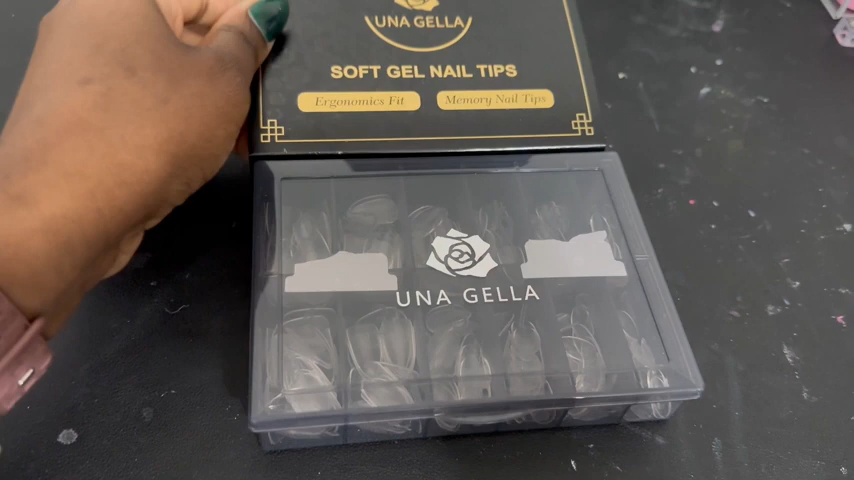 UNA GELLA
SOFT GEL NAIL TIPS
Ergonomics Fit
Memory Nail Tips
UNA GELLA